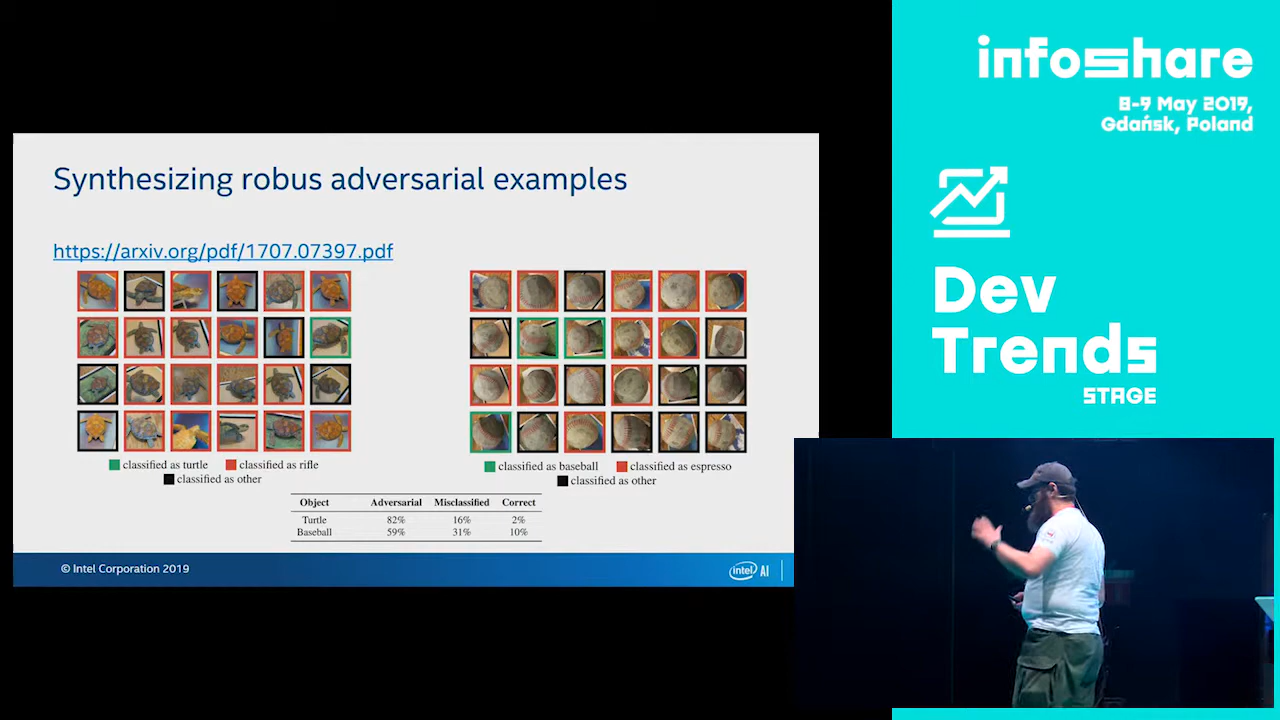 Synthesizing robus adversarial examples
https://arxiv.org/pdf/1707.07397.pdf
classified as turtle classified as rifle
classified as other
classified as baseball classified as espresso
classified as other
Object Adversarial Misclassified Correct
Turtle 82% 16% 2%
Baseball 59% 31% 10%
© Intel Corporation 2019
intel AI
infoshare
8-9 May 2019,
Gdańsk, Poland
Dev
Trends
STAGE